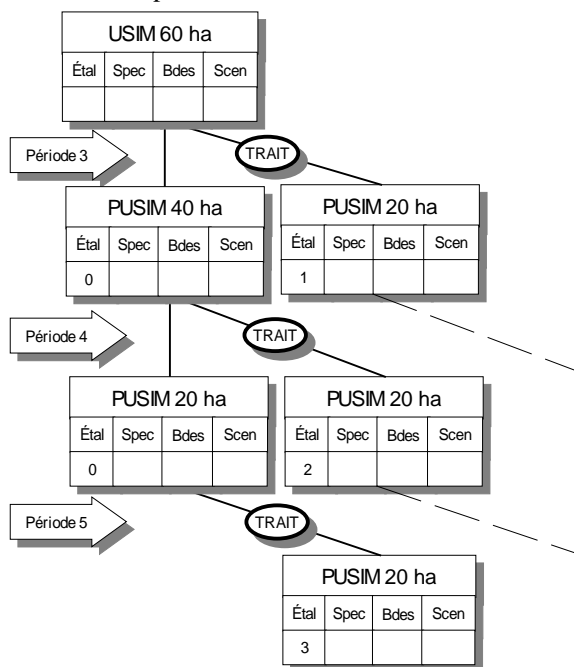 USIM 60 ha
Étal Spec Bdes Scen
Période 3
TRAIT
PUSIM 40 ha
Étal Spec Bdes Scen
0
PUSIM 20 ha
Étal Spec Bdes Scen
1
Période 4
TRAIT
PUSIM 20 ha
Étal Spec Bdes Scen
0
PUSIM 20 ha
Étal Spec Bdes Scen
2
Période 5
TRAIT
PUSIM 20 ha
Étal Spec Bdes Scen
3